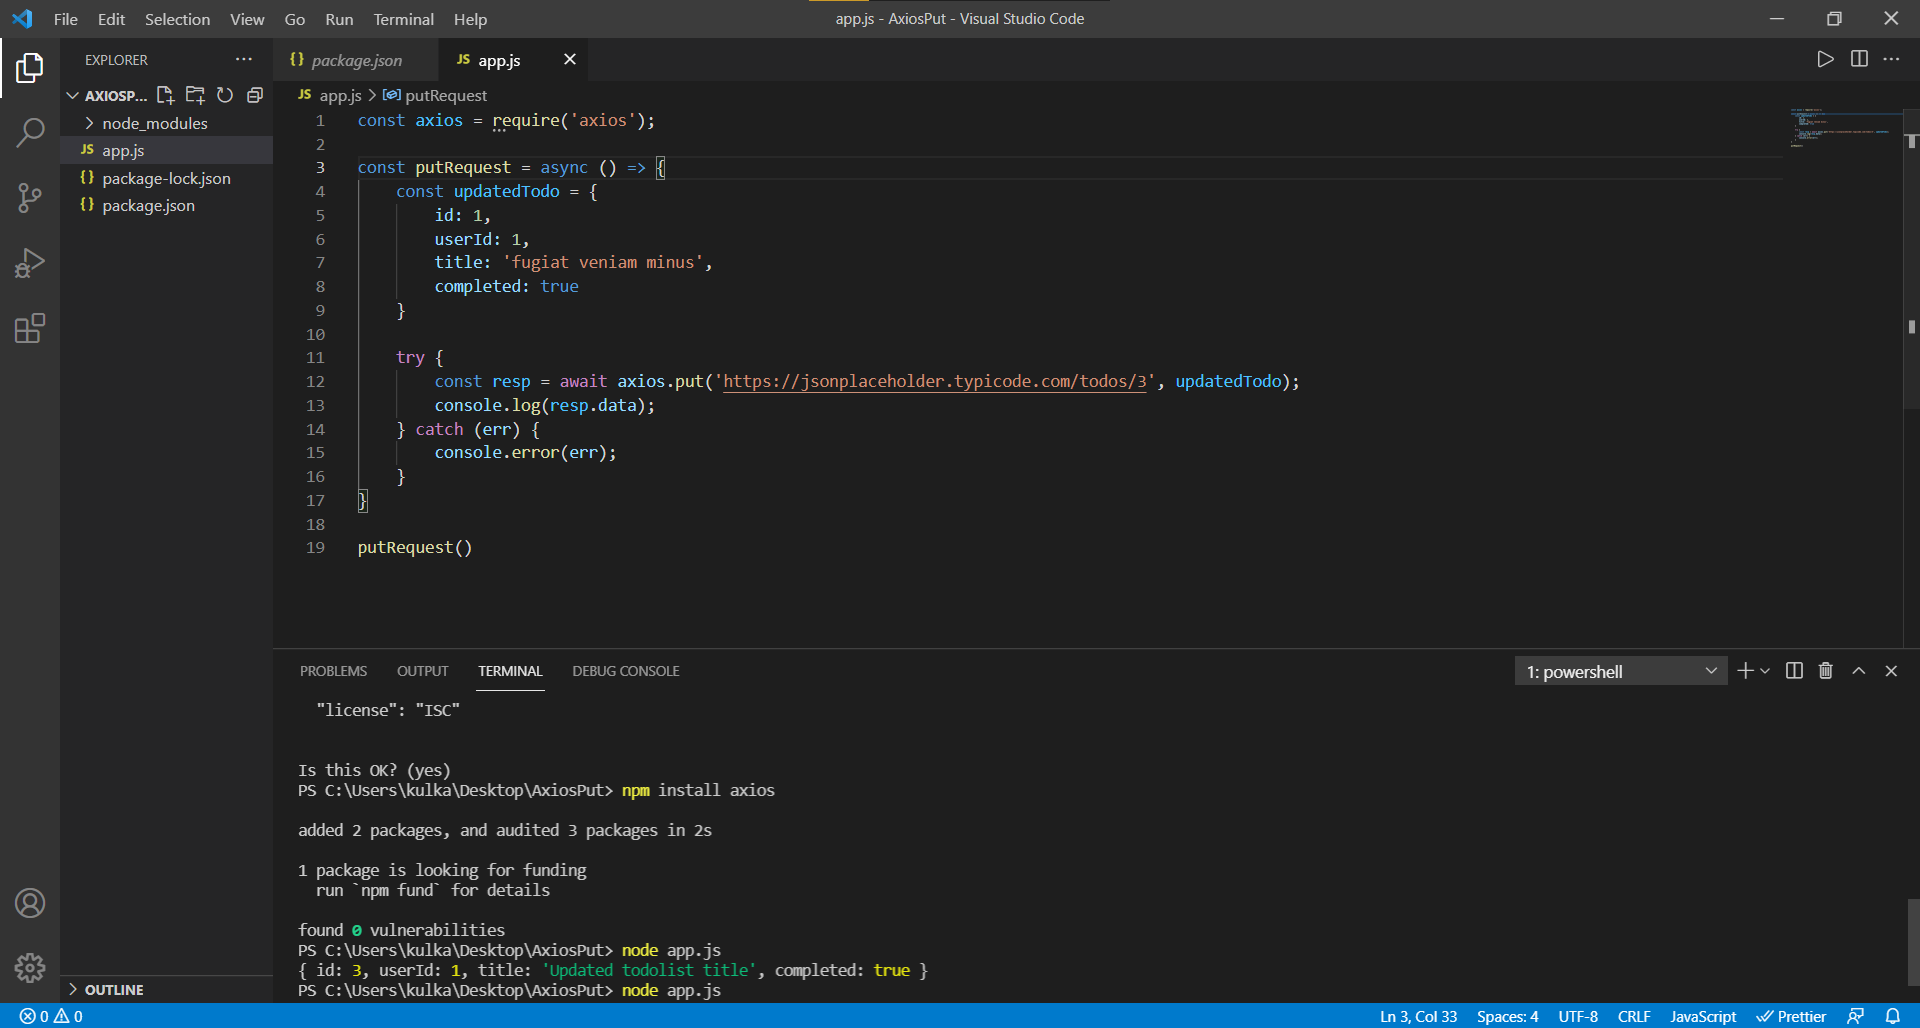 File Edit Selection View Go Run Terminal Help
app.js - AxiosPut - Visual Studio Code
EXPLORER ···
AXIOSP...
node_modules
JS app.js
{} package-lock.json
{} package.json
OUTLINE
{} package.json
JS app.js
JS app.js > putRequest
1 const axios = require('axios');
2
3 const putRequest = async () => {
4 const updatedTodo = {
5 id: 1,
6 userId: 1,
7 title: 'fugiat veniam minus',
8 completed: true
9 }
10
11 try {
12 const resp = await axios.put('https://jsonplaceholder.typicode.com/todos/3', updatedTodo);
13 console.log(resp.data);
14 } catch (err) {
15 console.error(err);
16 }
17 }
18
19 putRequest()
PROBLEMS OUTPUT TERMINAL DEBUG CONSOLE
1: powershell
"license": "ISC"
Is this OK? (yes)
PS C:\Users\kulka\Desktop\AxiosPut> npm install axios
added 2 packages, and audited 3 packages in 2s
1 package is looking for funding
run `npm fund` for details
found 0 vulnerabilities
PS C:\Users\kulka\Desktop\AxiosPut> node app.js
{ id: 3, userId: 1, title: 'Updated todolist title', completed: true }
PS C:\Users\kulka\Desktop\AxiosPut> node app.js
0 0
Ln 3, Col 33 Spaces: 4 UTF-8 CRLF JavaScript Prettier